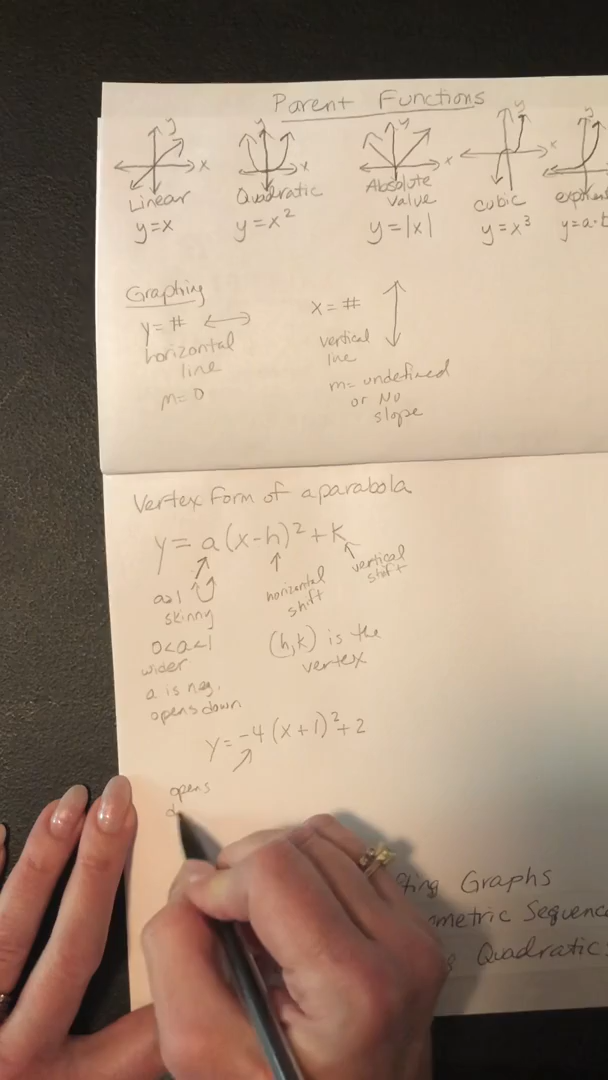 Parent Functions
y y y y y
x x x x
Linear Quadratic Absolute value cubic
y=x y=x² y=|x| y=x³ y=a·b
Graphing
y=# x=#
horizontal line vertical line
m=0 m=undefined or No slope
Vertex Form of a parabola
y=a(x-h)²+k
a>1 skinny horizontal shift vertical shift
0<a<1 wider (h,k) is the vertex
a is neg.
opens down
y=-4(x+1)²+2
opens
d
Graphs
metric
Quadratic